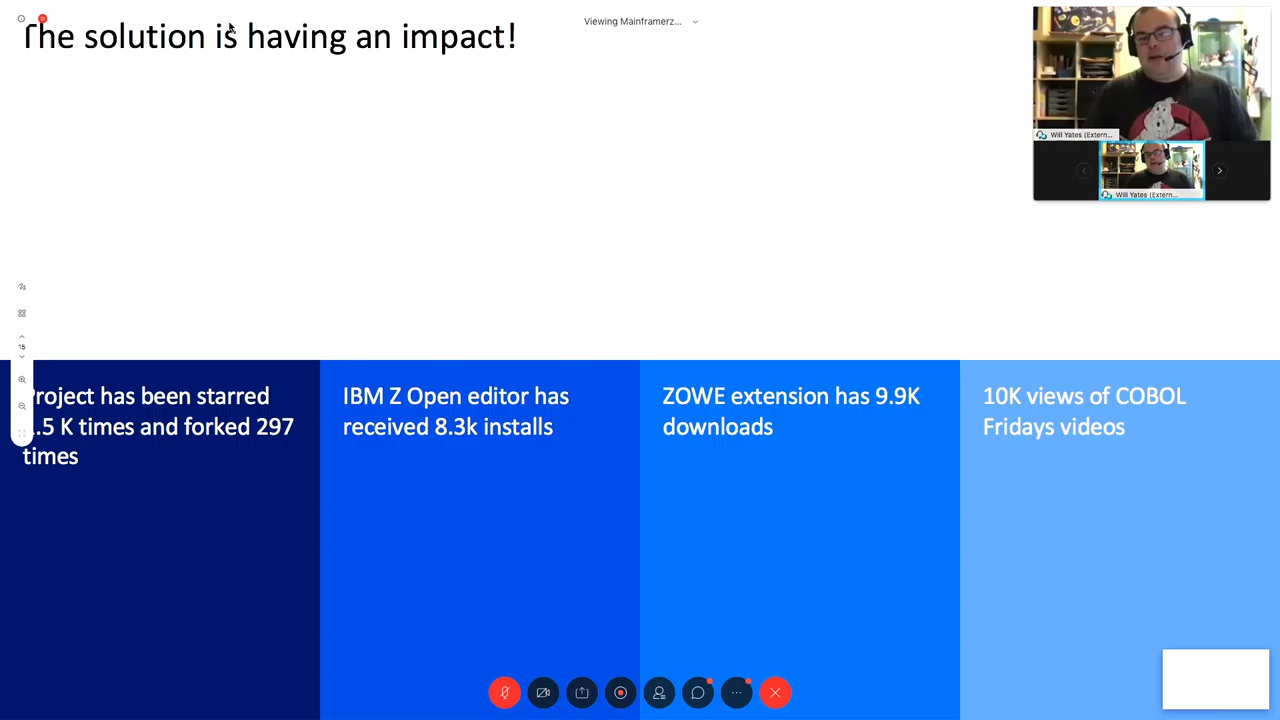 The solution is having an impact!
Viewing Mainframerz...
Will Yates (Extern...
Will Yates (Extern...
15
Project has been starred
.5 K times and forked 297
times
IBM Z Open editor has
received 8.3k installs
ZOWE extension has 9.9K
downloads
10K views of COBOL
Fridays videos